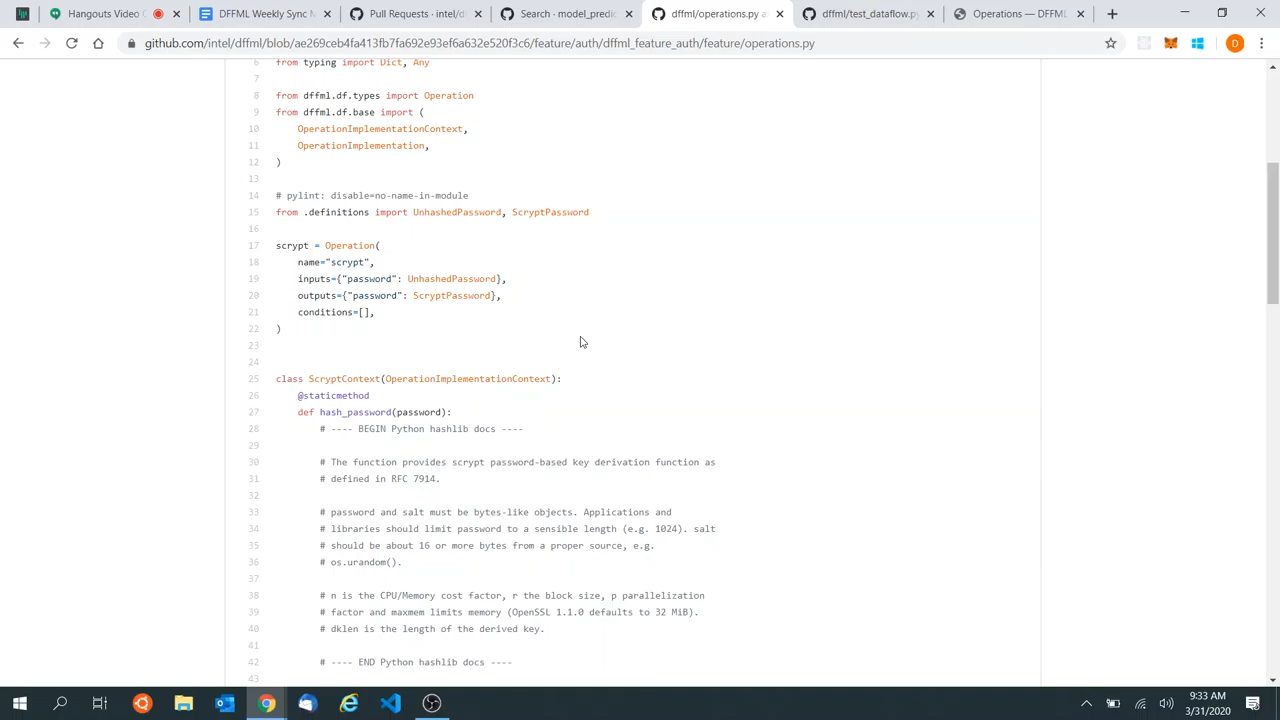 Hangouts Video C
DFFML Weekly Sync M
Pull Requests · intel/d
Search · model_predic
dffml/operations.py a
dffml/test_dataflow.py
Operations — DFFML
github.com/intel/dffml/blob/ae269ceb4fa413fb7fa692e93ef6a632e520f3c6/feature/auth/dffml_feature_auth/feature/operations.py
D
6 from typing import Dict, Any
7
8 from dffml.df.types import Operation
9 from dffml.df.base import (
10 OperationImplementationContext,
11 OperationImplementation,
12 )
13
14 # pylint: disable=no-name-in-module
15 from .definitions import UnhashedPassword, ScryptPassword
16
17 scrypt = Operation(
18 name="scrypt",
19 inputs={"password": UnhashedPassword},
20 outputs={"password": ScryptPassword},
21 conditions=[],
22 )
23
24
25 class ScryptContext(OperationImplementationContext):
26 @staticmethod
27 def hash_password(password):
28 # ---- BEGIN Python hashlib docs ----
29
30 # The function provides scrypt password-based key derivation function as
31 # defined in RFC 7914.
32
33 # password and salt must be bytes-like objects. Applications and
34 # libraries should limit password to a sensible length (e.g. 1024). salt
35 # should be about 16 or more bytes from a proper source, e.g.
36 # os.urandom().
37
38 # n is the CPU/Memory cost factor, r the block size, p parallelization
39 # factor and maxmem limits memory (OpenSSL 1.1.0 defaults to 32 MiB).
40 # dklen is the length of the derived key.
41
42 # ---- END Python hashlib docs ----
43
9:33 AM
3/31/2020